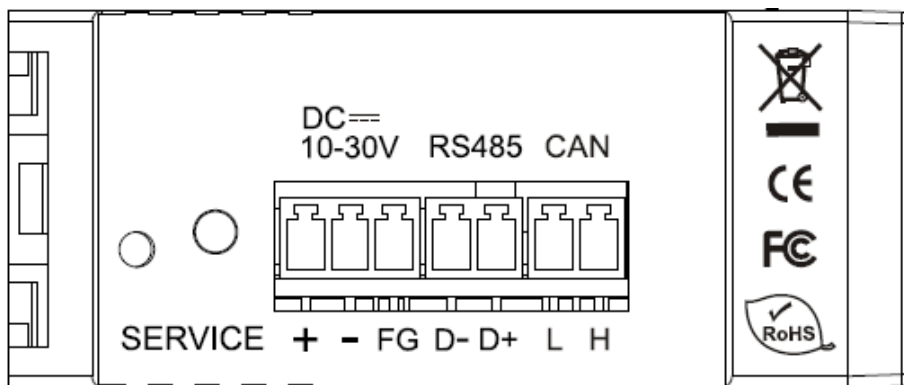 DC
10-30V RS485 CAN
SERVICE + - FG D- D+ L H
CE
FC
RoHS